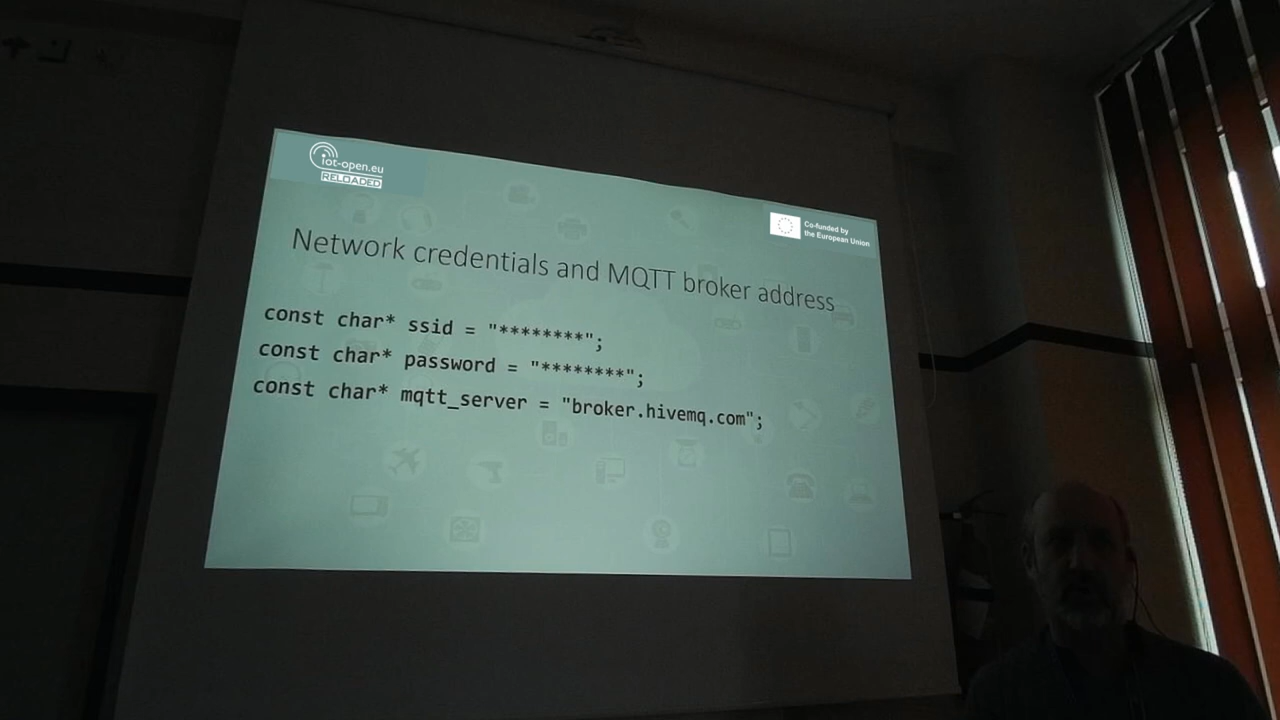 iot-open.eu
RELOADED
Co-funded by
the European Union
Network credentials and MQTT broker address
const char* ssid = "********";
const char* password = "********";
const char* mqtt_server = "broker.hivemq.com";